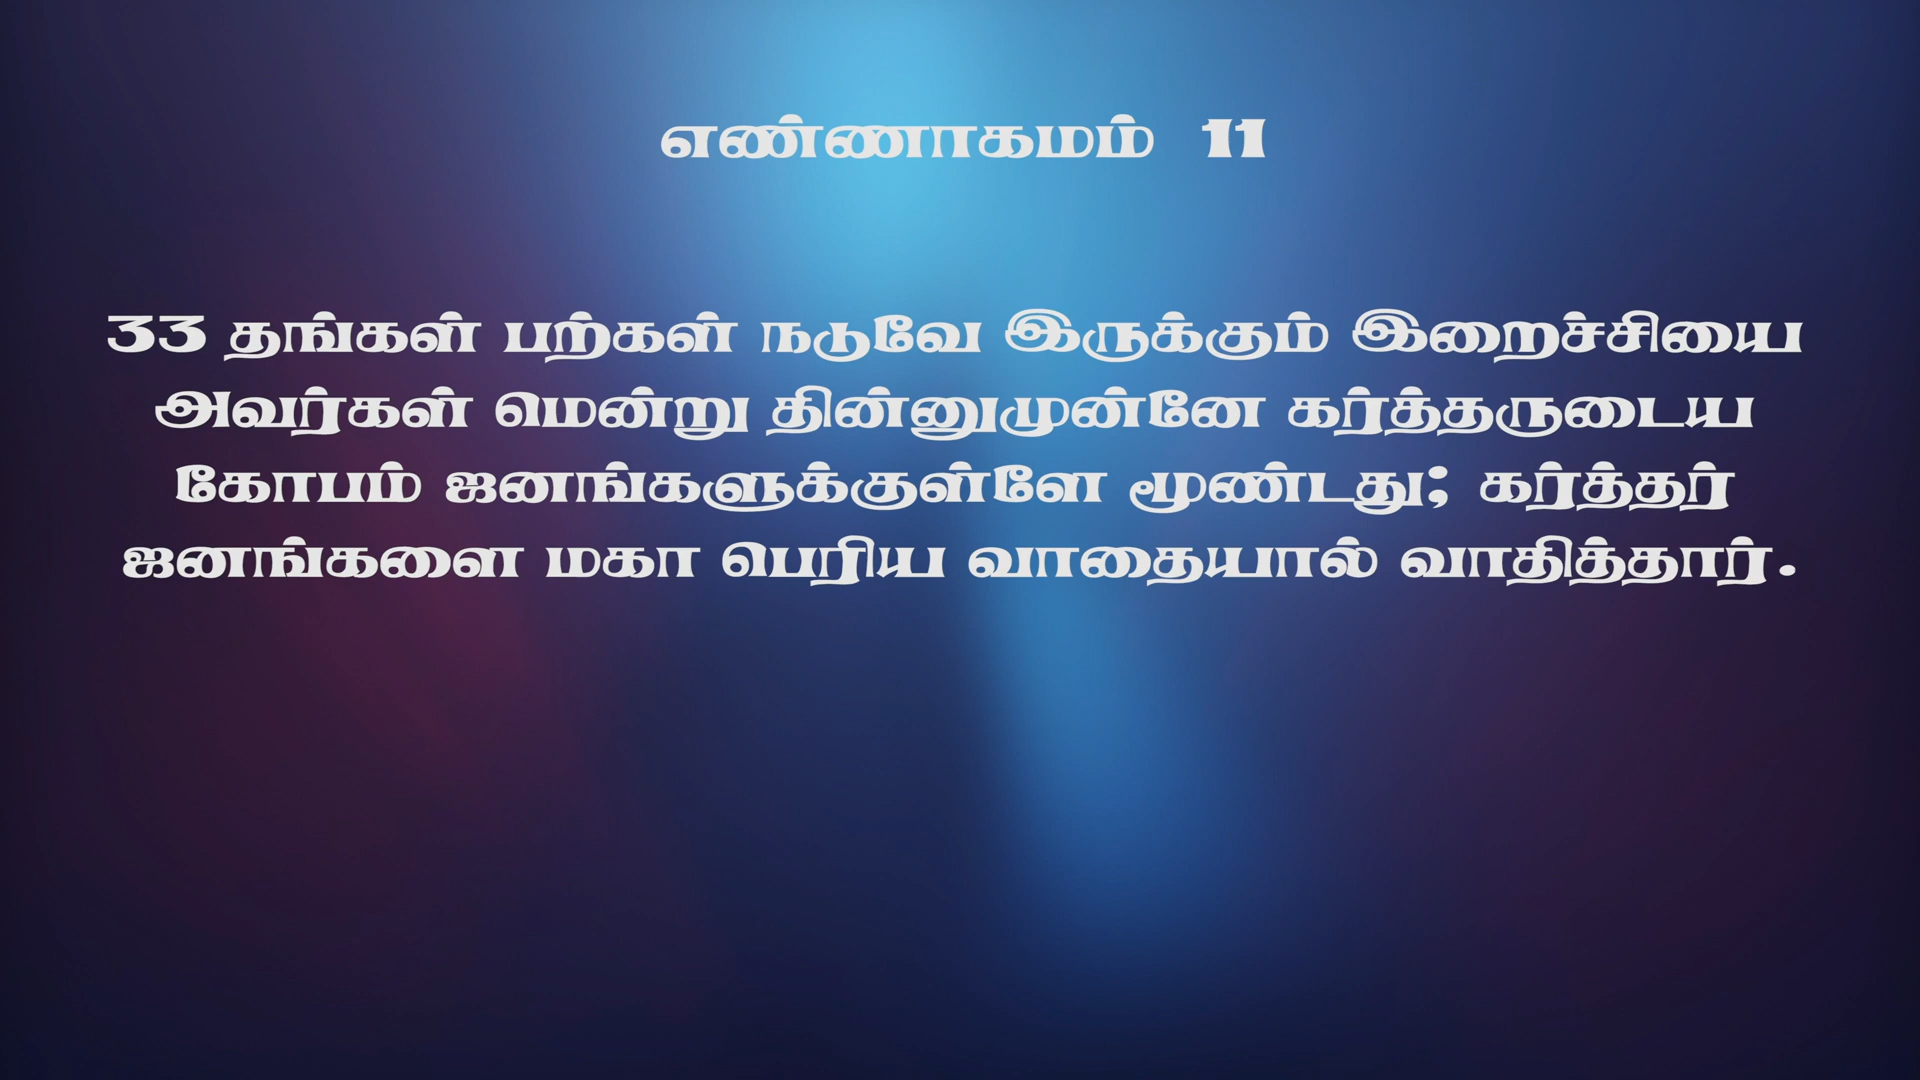 எண்ணாகமம் 11
33 தங்கள் பற்கள் நடுவே இருக்கும் இறைச்சியை
அவர்கள் மென்று தின்னுமுன்னே கர்த்தருடைய
கோபம் ஜனங்களுக்குள்ளே மூண்டது; கர்த்தர்
ஜனங்களை மகா பெரிய வாதையால் வாதித்தார்.